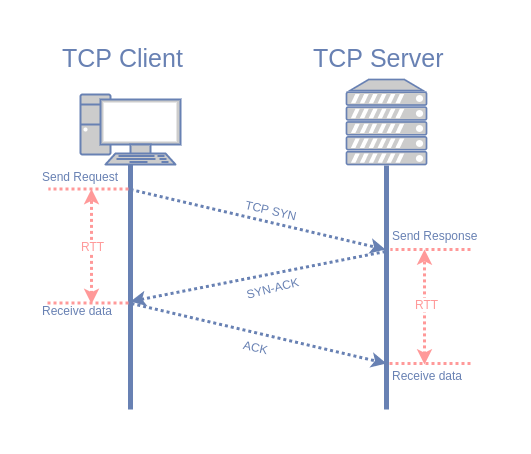 TCP Client
TCP Server
Send Request
TCP SYN
Send Response
RTT
SYN-ACK
RTT
Receive data
ACK
Receive data